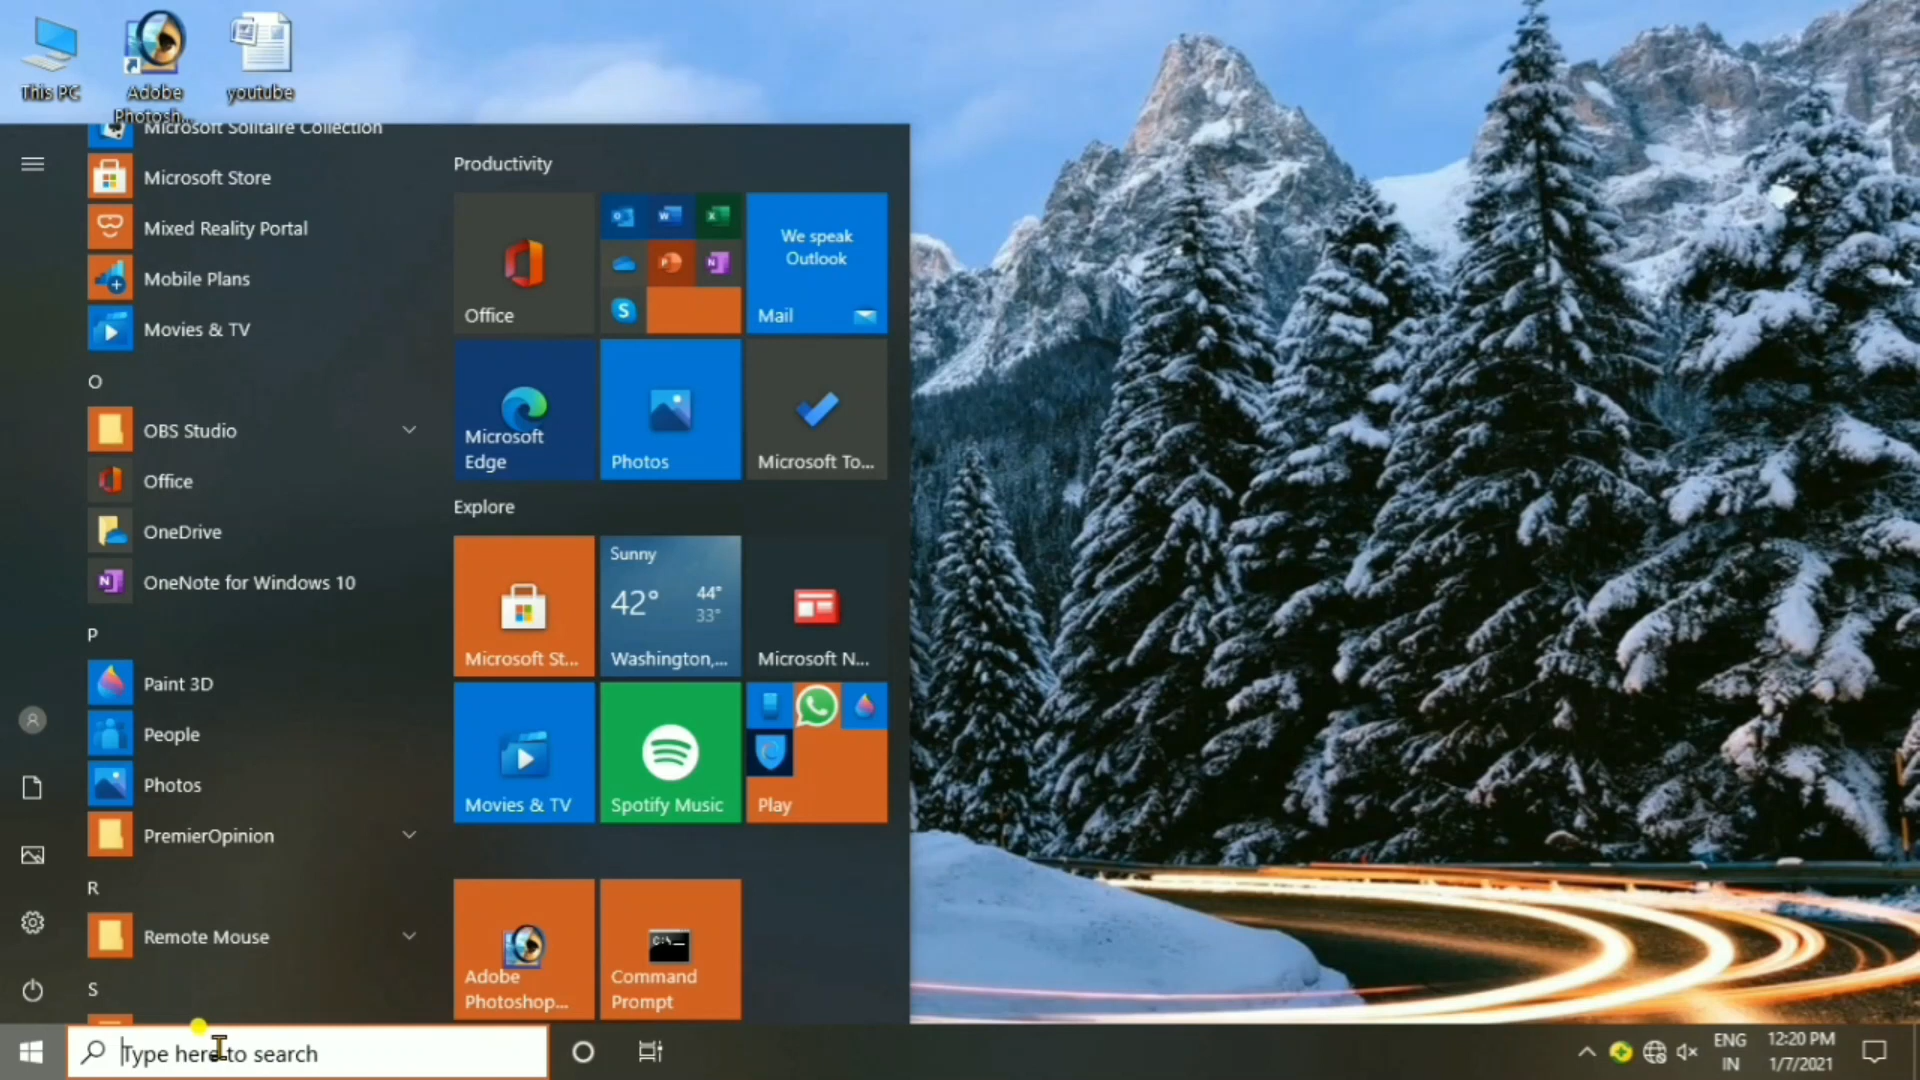 This PC
Adobe
Photosh...
youtube
Microsoft Solitaire Collection
Microsoft Store
Mixed Reality Portal
Mobile Plans
Movies & TV
O
OBS Studio
Office
OneDrive
OneNote for Windows 10
P
Paint 3D
People
Photos
PremierOpinion
R
Remote Mouse
S
Productivity
Office
We speak
Outlook
Mail
Microsoft
Edge
Photos
Microsoft To...
Explore
Microsoft St...
Sunny
42°
44°
33°
Washington,...
Microsoft N...
Movies & TV
Spotify Music
Play
Adobe
Photoshop...
Command
Prompt
Type here to search
ENG
IN
12:20 PM
1/7/2021